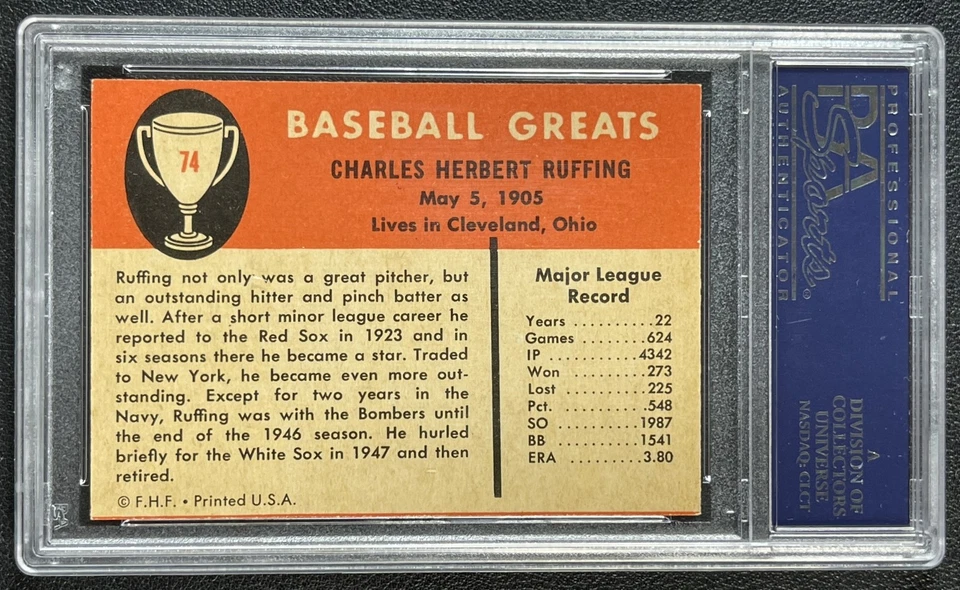 74
BASEBALL GREATS
CHARLES HERBERT RUFFING
May 5, 1905
Lives in Cleveland, Ohio
Ruffing not only was a great pitcher, but
an outstanding hitter and pinch batter as
well. After a short minor league career he
reported to the Red Sox in 1923 and in
six seasons there he became a star. Traded
to New York, he became even more out-
standing. Except for two years in the
Navy, Ruffing was with the Bombers until
the end of the 1946 season. He hurled
briefly for the White Sox in 1947 and then
retired.
© F.H.F. • Printed U.S.A.
Major League
Record
Years ..........22
Games ........624
IP ............4342
Won ..........273
Lost ..........225
Pct. ..........548
SO ............1987
BB ............1541
ERA .........3.80
PROFESSIONAL
PSA
Sports®
AUTHENTICATOR
A
DIVISION OF
COLLECTORS
UNIVERSE
NASDAQ: CLCT
PSA